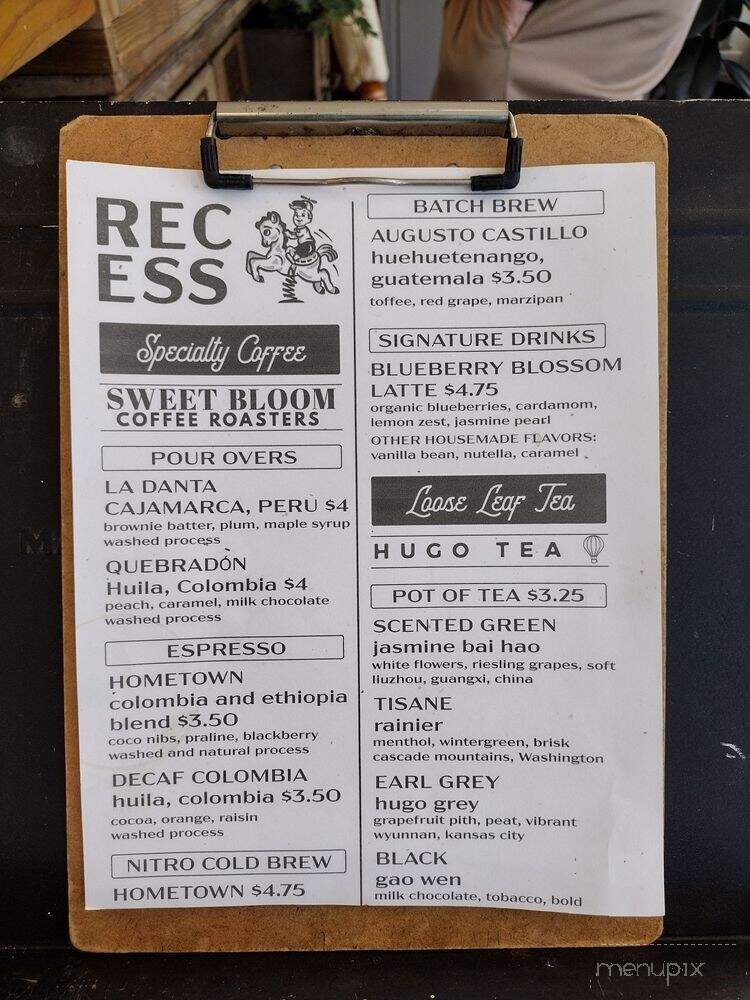 REC
ESS
Specialty Coffee
SWEET BLOOM
COFFEE ROASTERS
POUR OVERS
LA DANTA
CAJAMARCA, PERU $4
brownie batter, plum, maple syrup
washed process
QUEBRADÓN
Huila, Colombia $4
peach, caramel, milk chocolate
washed process
ESPRESSO
HOMETOWN
colombia and ethiopia
blend $3.50
coco nibs, praline, blackberry
washed and natural process
DECAF COLOMBIA
huila, colombia $3.50
cocoa, orange, raisin
washed process
NITRO COLD BREW
HOMETOWN $4.75
BATCH BREW
AUGUSTO CASTILLO
huehuetenango,
guatemala $3.50
toffee, red grape, marzipan
SIGNATURE DRINKS
BLUEBERRY BLOSSOM
LATTE $4.75
organic blueberries, cardamom,
lemon zest, jasmine pearl
OTHER HOUSEMADE FLAVORS:
vanilla bean, nutella, caramel
Loose Leaf Tea
HUGO TEA
POT OF TEA $3.25
SCENTED GREEN
jasmine bai hao
white flowers, riesling grapes, soft
liuzhou, guangxi, china
TISANE
rainier
menthol, wintergreen, brisk
cascade mountains, Washington
EARL GREY
hugo grey
grapefruit pith, peat, vibrant
wyunnan, kansas city
BLACK
gao wen
milk chocolate, tobacco, bold
menupix